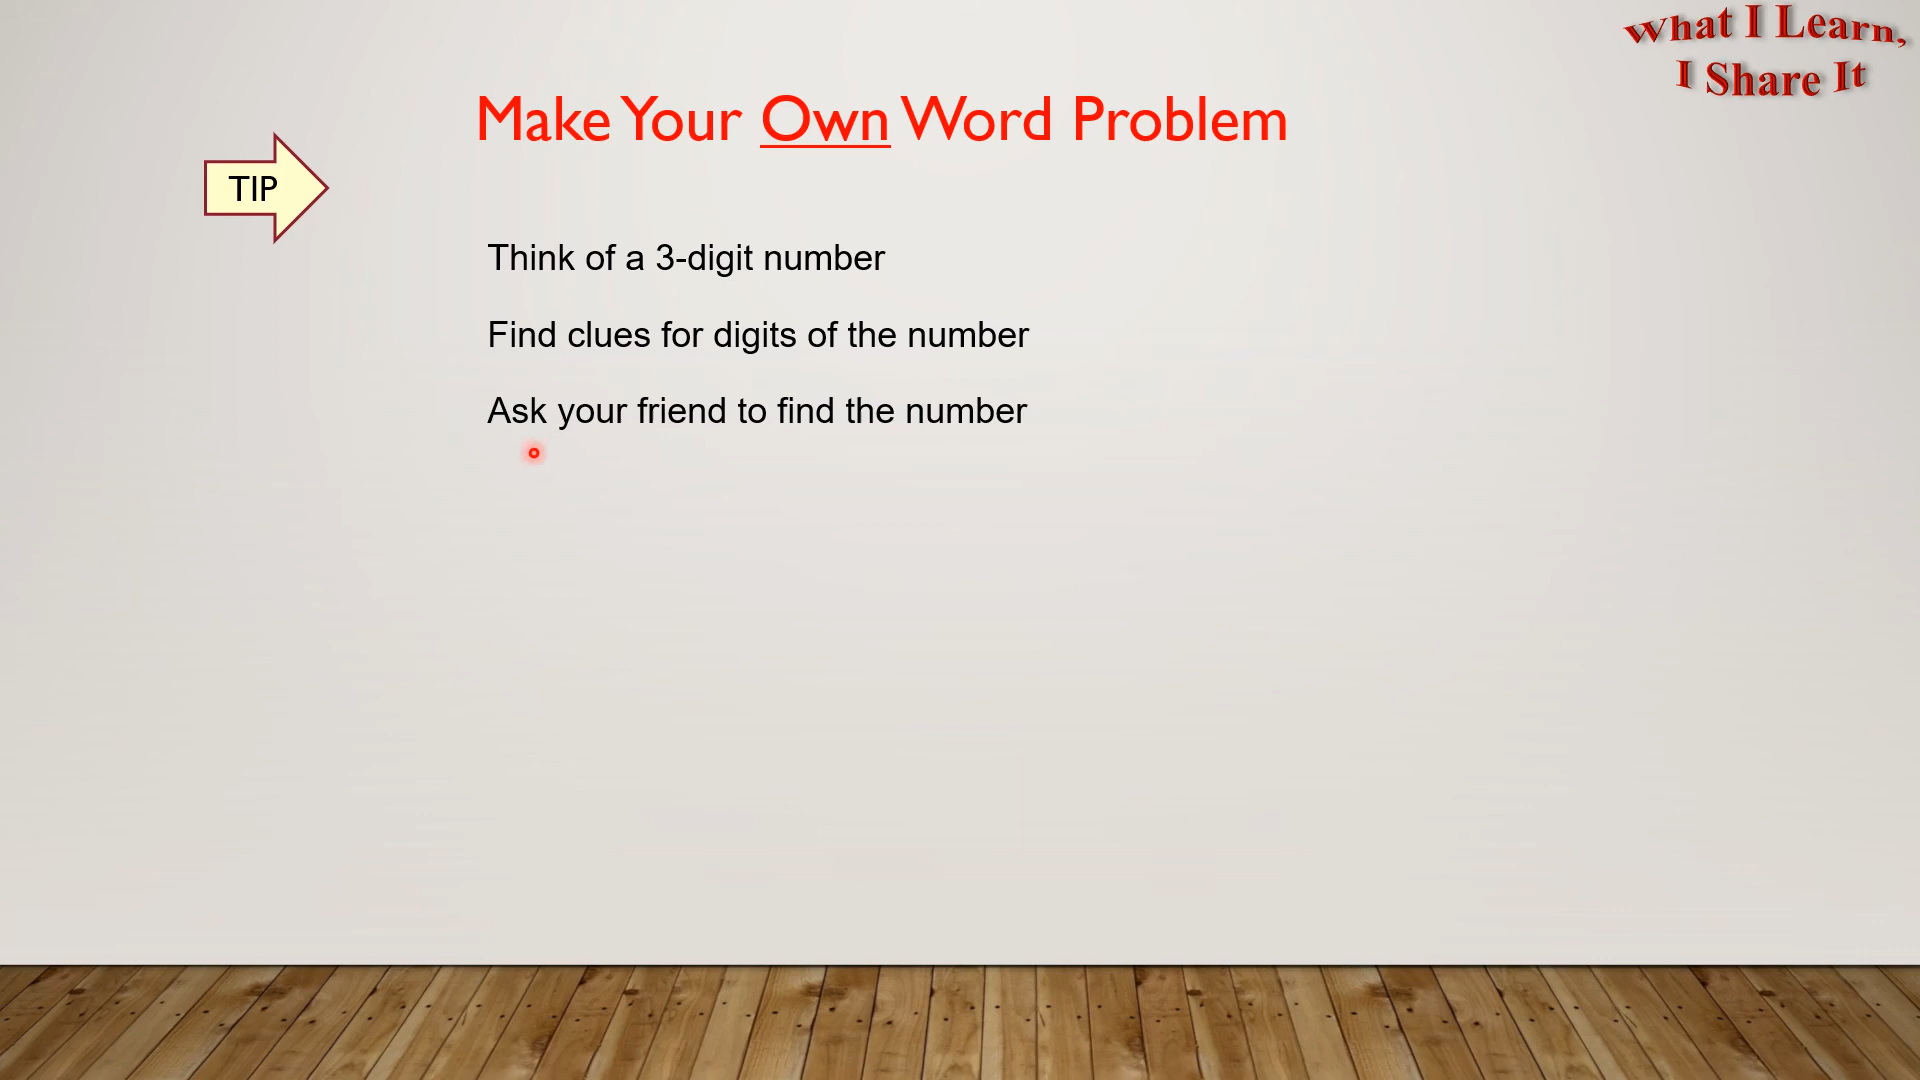 What I Learn,
I Share It
Make Your Own Word Problem
TIP
Think of a 3-digit number
Find clues for digits of the number
Ask your friend to find the number